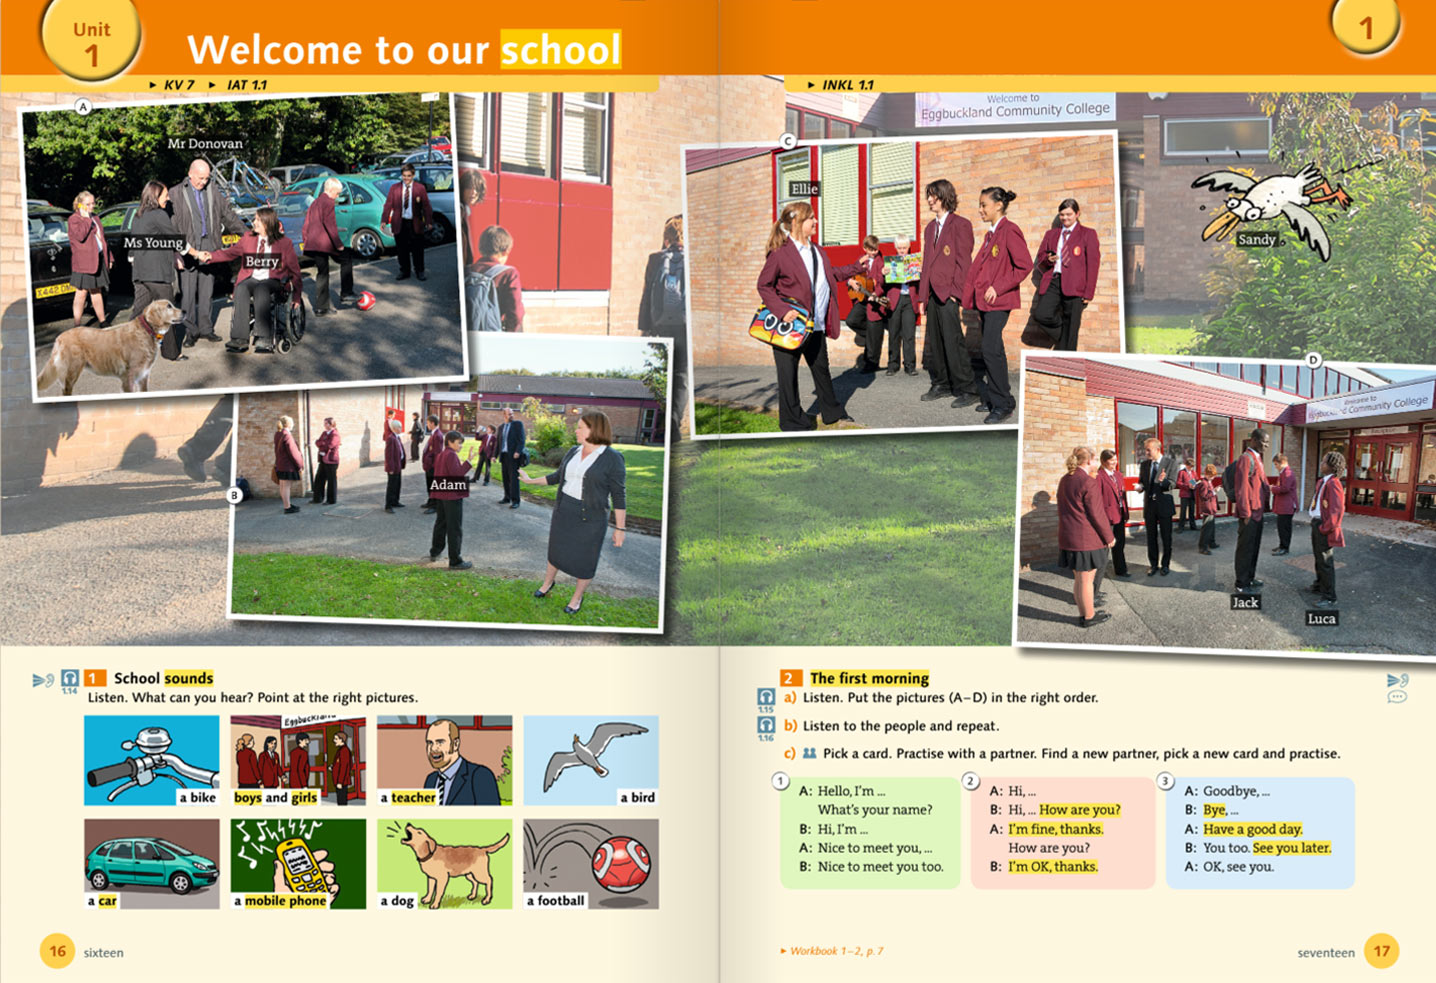 Unit
1
Welcome to our school
▸ KV 7 ▸ IAT 1.1
A
Mr Donovan
Ms Young
Berry
X442
B
Adam
1 School sounds
1.14
Listen. What can you hear? Point at the right pictures.
a bike
Eggbuckland
boys and girls
a teacher
a bird
a car
a mobile phone
a dog
a football
16 sixteen
1
▸ INKL 1.1
Welcome to
Eggbuckland Community College
C
Ellie
Sandy
D
Welcome to
Eggbuckland Community College
Jack
Luca
2 The first morning
1.15
a) Listen. Put the pictures (A–D) in the right order.
1.16
b) Listen to the people and repeat.
c) Pick a card. Practise with a partner. Find a new partner, pick a new card and practise.
1
A: Hello, I'm ...
What's your name?
B: Hi, I'm ...
A: Nice to meet you, ...
B: Nice to meet you too.
2
A: Hi, ...
B: Hi, ... How are you?
A: I'm fine, thanks.
How are you?
B: I'm OK, thanks.
3
A: Goodbye, ...
B: Bye, ...
A: Have a good day.
B: You too. See you later.
A: OK, see you.
▸ Workbook 1–2, p. 7
seventeen 17